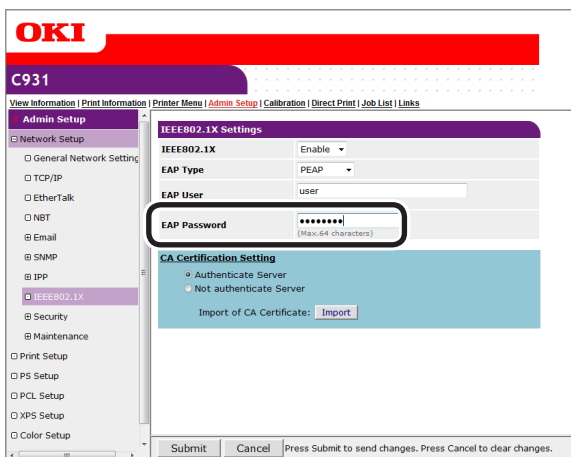 OKI
C931
View Information | Print Information | Printer Menu | Admin Setup | Calibration | Direct Print | Job List | Links
Admin Setup
Network Setup
General Network Setting
TCP/IP
EtherTalk
NBT
Email
SNMP
IPP
IEEE802.1X
Security
Maintenance
Print Setup
PS Setup
PCL Setup
XPS Setup
Color Setup
IEEE802.1X Settings
IEEE802.1X Enable
EAP Type PEAP
EAP User user
EAP Password ••••••••
(Max.64 characters)
CA Certification Setting
Authenticate Server
Not authenticate Server
Import of CA Certificate: Import
Submit Cancel Press Submit to send changes. Press Cancel to clear changes.